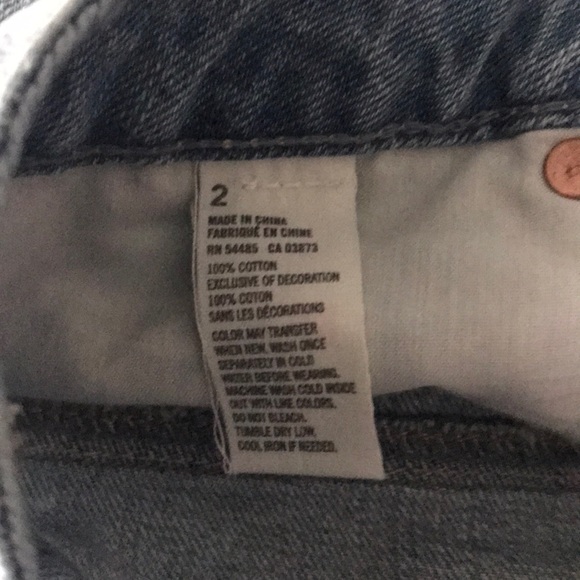 2
MADE IN CHINA
FABRIQUÉ EN CHINE
RN 54485 CA 03873
100% COTTON
EXCLUSIVE OF DECORATION
100% COTON
SANS LES DÉCORATIONS
COLOR MAY TRANSFER
WHEN NEW. WASH ONCE
SEPARATELY IN COLD
WATER BEFORE WEARING.
MACHINE WASH COLD INSIDE
OUT WITH LIKE COLORS.
DO NOT BLEACH.
TUMBLE DRY LOW,
COOL IRON IF NEEDED.